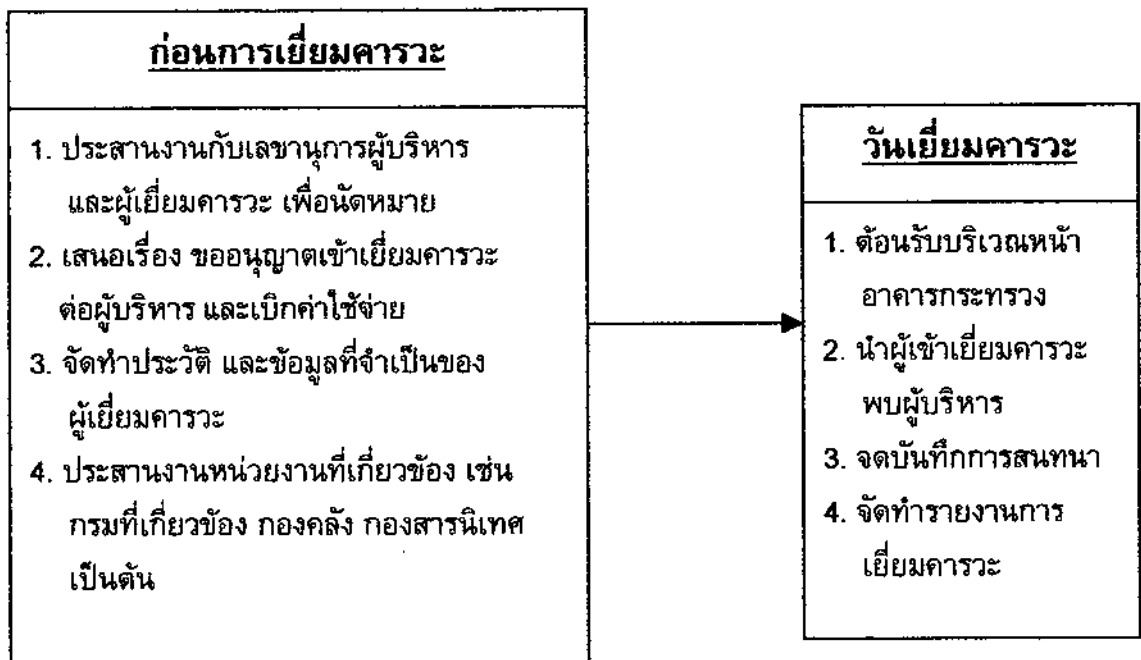 ก่อนการเยี่ยมคารวะ
1. ประสานงานกับเลขานุการผู้บริหาร
และผู้เยี่ยมคารวะ เพื่อนัดหมาย
2. เสนอเรื่อง ขออนุญาตเข้าเยี่ยมคารวะ
ต่อผู้บริหาร และเบิกค่าใช้จ่าย
3. จัดทำประวัติ และข้อมูลที่จำเป็นของ
ผู้เยี่ยมคารวะ
4. ประสานงานหน่วยงานที่เกี่ยวข้อง เช่น
กรมที่เกี่ยวข้อง กองคลัง กองสารนิเทศ
เป็นต้น
วันเยี่ยมคารวะ
1. ต้อนรับบริเวณหน้า
อาคารกระทรวง
2. นำผู้เข้าเยี่ยมคารวะ
พบผู้บริหาร
3. จดบันทึกการสนทนา
4. จัดทำรายงานการ
เยี่ยมคารวะ